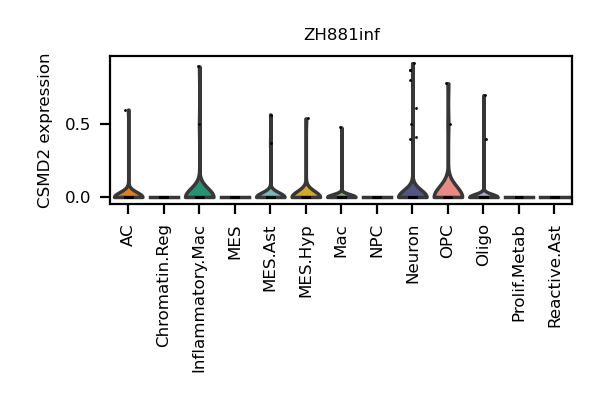 ZH881inf
CSMD2 expression
0.5
0.0
AC
Chromatin.Reg
Inflammatory.Mac
MES
MES.Ast
MES.Hyp
Mac
NPC
Neuron
OPC
Oligo
Prolif.Metab
Reactive.Ast